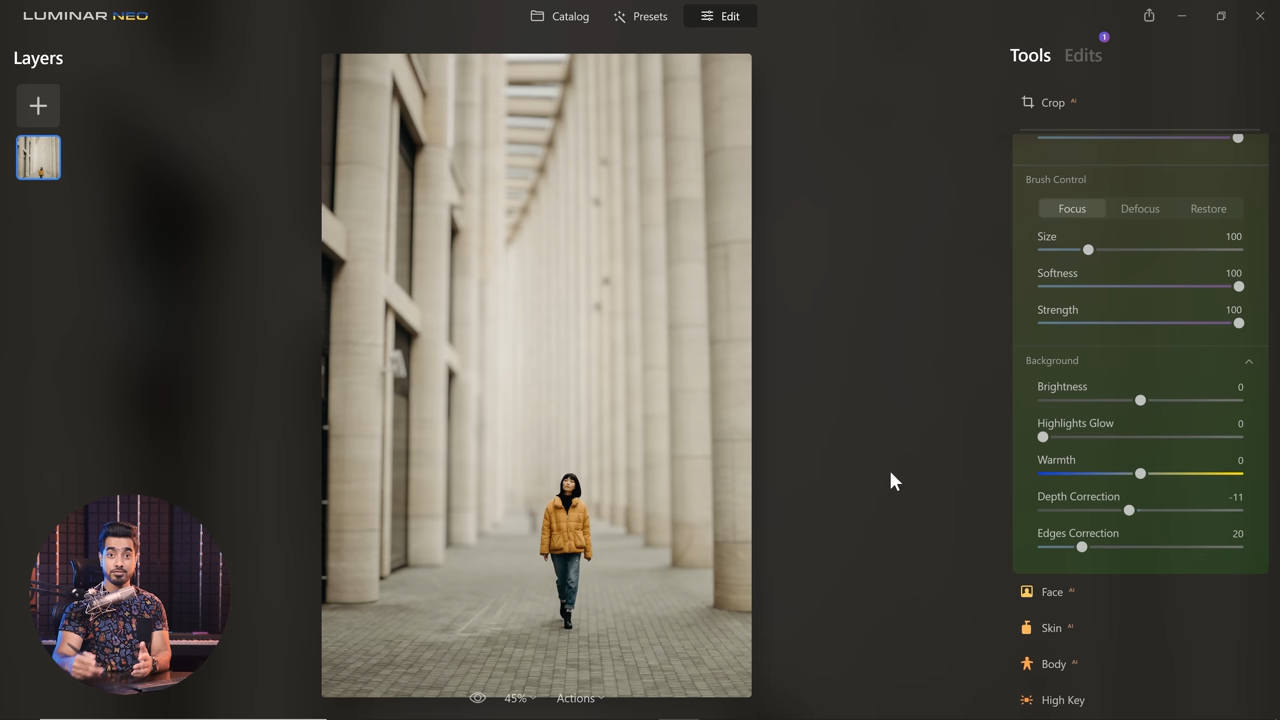 LUMINAR NEO
Catalog
Presets
Edit
Layers
1
Tools Edits
Crop AI
Brush Control
Focus Defocus Restore
Size 100
Softness 100
Strength 100
Background
Brightness 0
Highlights Glow 0
Warmth 0
Depth Correction -11
Edges Correction 20
Face AI
Skin AI
Body AI
High Key
45%
Actions